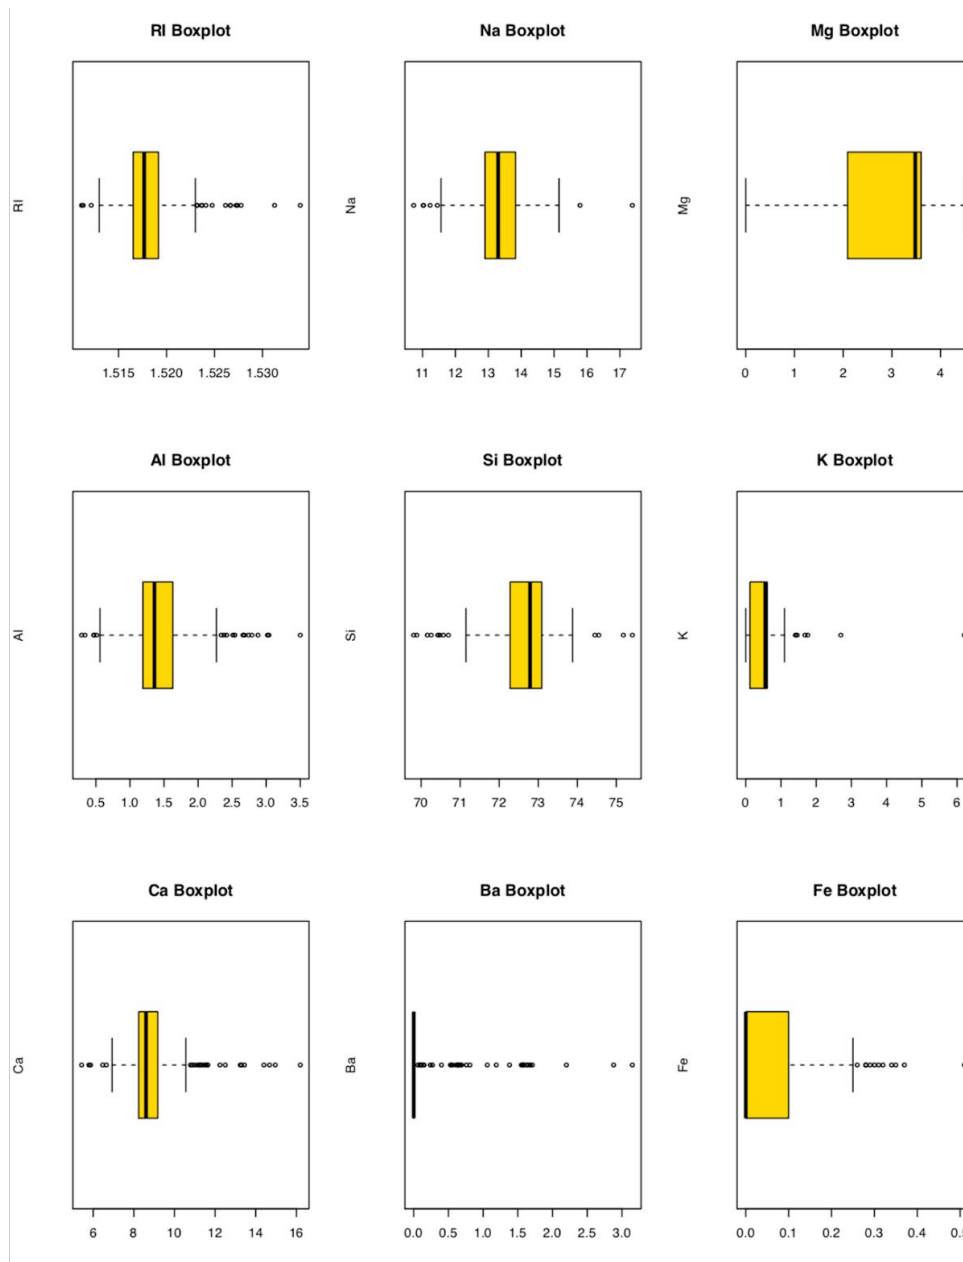 RI Boxplot
RI
1.515 1.520 1.525 1.530
Na Boxplot
Na
11 12 13 14 15 16 17
Mg Boxplot
Mg
0 1 2 3 4
Al Boxplot
Al
0.5 1.0 1.5 2.0 2.5 3.0 3.5
Si Boxplot
Si
70 71 72 73 74 75
K Boxplot
K
0 1 2 3 4 5 6
Ca Boxplot
Ca
6 8 10 12 14 16
Ba Boxplot
Ba
0.0 0.5 1.0 1.5 2.0 2.5 3.0
Fe Boxplot
Fe
0.0 0.1 0.2 0.3 0.4